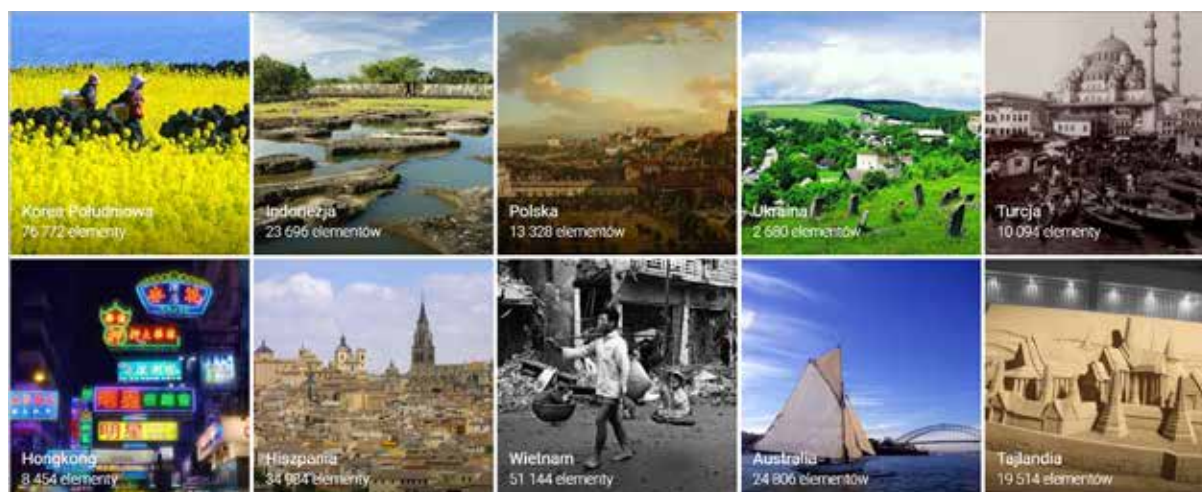 Korea Południowa
76 772 elementy
Indonezja
23 696 elementów
Polska
13 328 elementów
Ukraina
2 680 elementów
Turcja
10 094 elementy
Hongkong
8 454 elementy
Hiszpania
34 984 elementy
Wietnam
51 144 elementy
Australia
24 806 elementów
Tajlandia
19 514 elementów